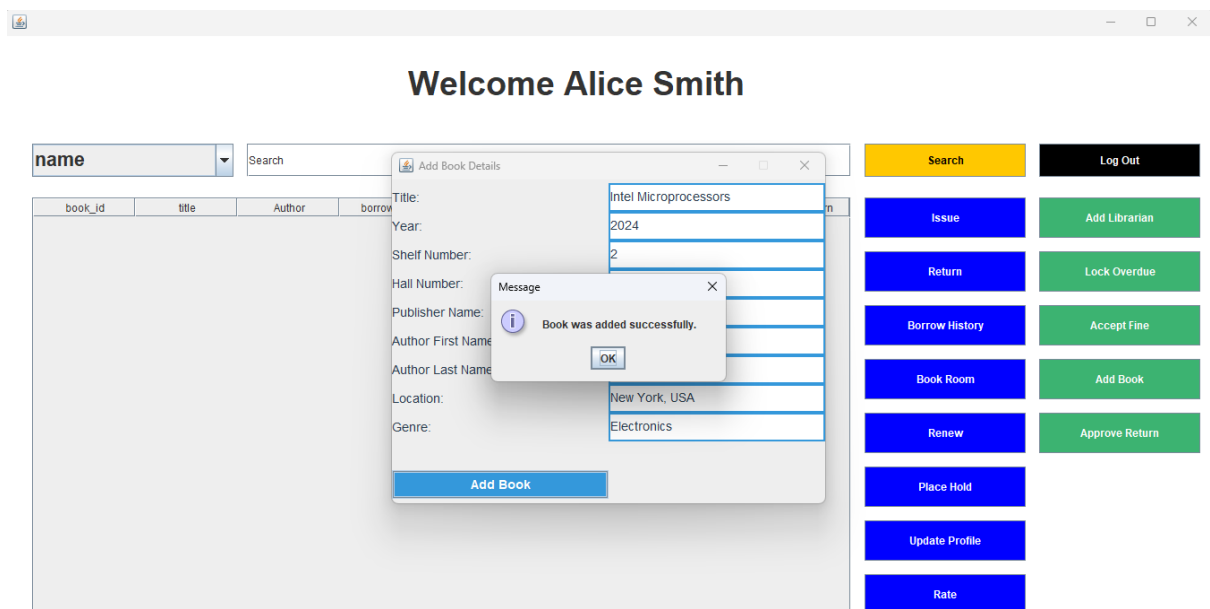 Welcome Alice Smith
name
Search
Search
Log Out
book_id title Author
Issue
Add Librarian
Return
Lock Overdue
Borrow History
Accept Fine
Book Room
Add Book
Renew
Approve Return
Place Hold
Update Profile
Rate
Add Book Details
Title: Intel Microprocessors
Year: 2024
Shelf Number: 2
Hall Number:
Publisher Name:
Author First Name
Author Last Name
Location: New York, USA
Genre: Electronics
Add Book
Message
Book was added successfully.
OK